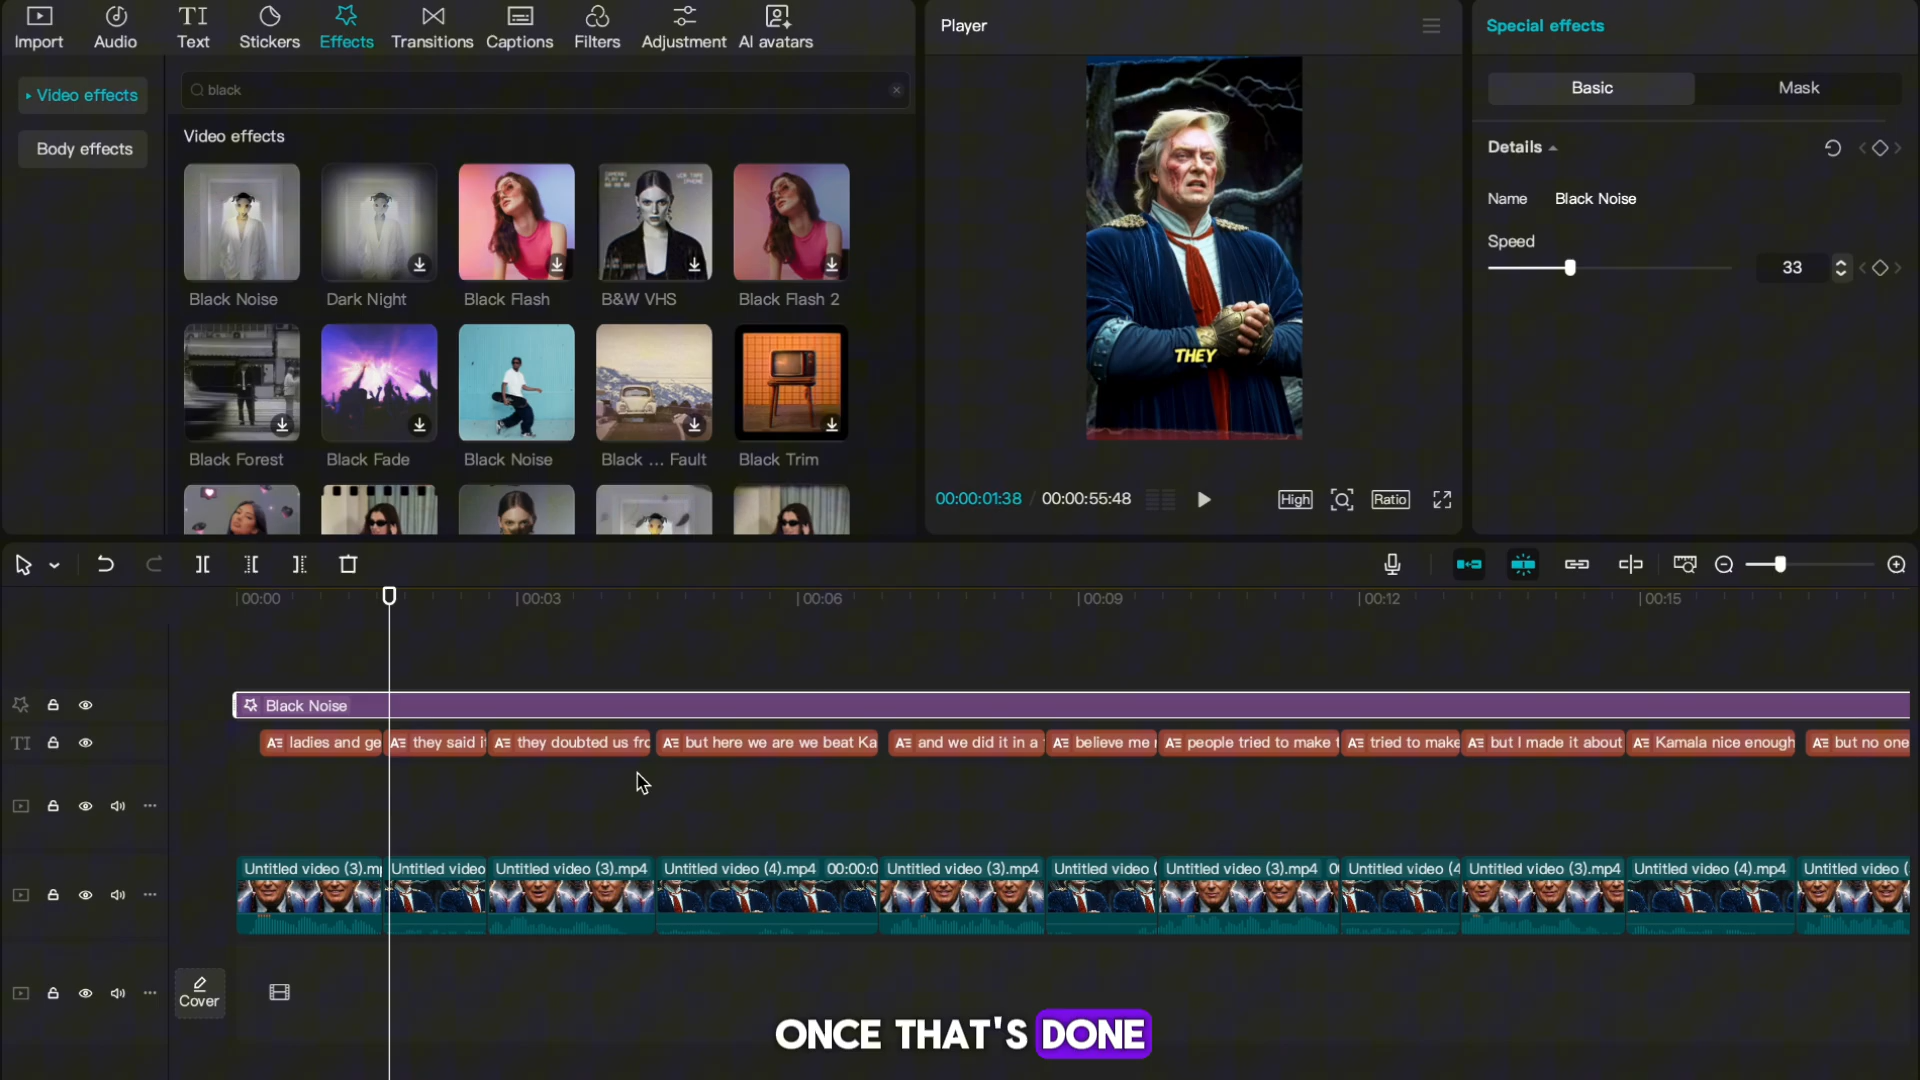 Import Audio Text Stickers Effects Transitions Captions Filters Adjustment AI avatars
Video effects
Body effects
black
Video effects
Black Noise Dark Night Black Flash B&W VHS Black Flash 2
Black Forest Black Fade Black Noise Black ... Fault Black Trim
Player
THEY
00:00:01:38 / 00:00:55:48 High Ratio
Special effects
Basic Mask
Details
Name Black Noise
Speed
33
00:00 00:03 00:06 00:09 00:12 00:15
Black Noise
ladies and ge they said i they doubted us fro but here we are we beat Ka and we did it in a believe me people tried to make t tried to make but I made it about Kamala nice enough but no one
Untitled video (3).m Untitled video Untitled video (3).mp4 Untitled video (4).mp4 00:00:0 Untitled video (3).mp4 Untitled video ( Untitled video (3).mp4 Untitled video (4 Untitled video (3).mp4 Untitled video (4).mp4 Untitled video (
Cover
ONCE THAT'S DONE